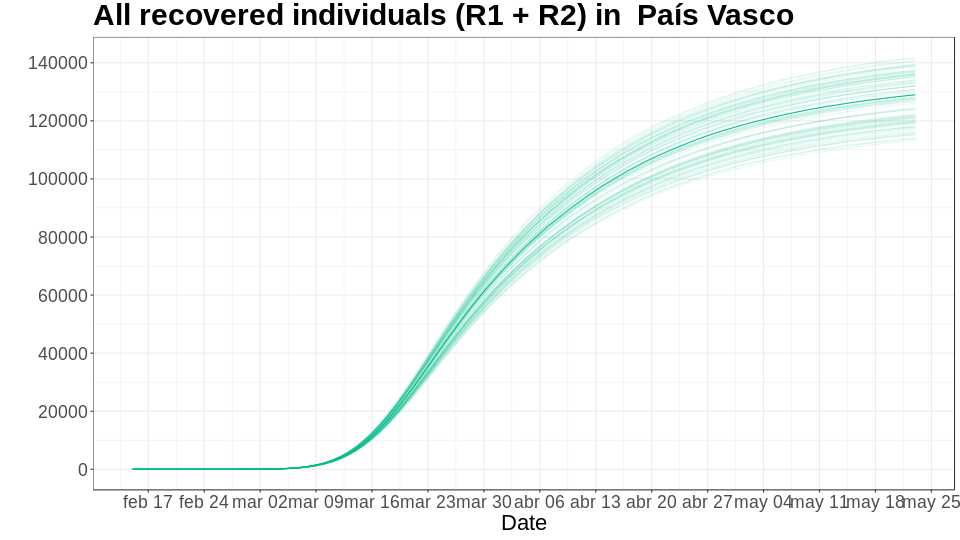 All recovered individuals (R1 + R2) in  País Vasco
140000
120000
100000
80000
60000
40000
20000
0
feb 17 feb 24 mar 02 mar 09 mar 16 mar 23 mar 30 abr 06 abr 13 abr 20 abr 27 may 04 may 11 may 18 may 25
Date